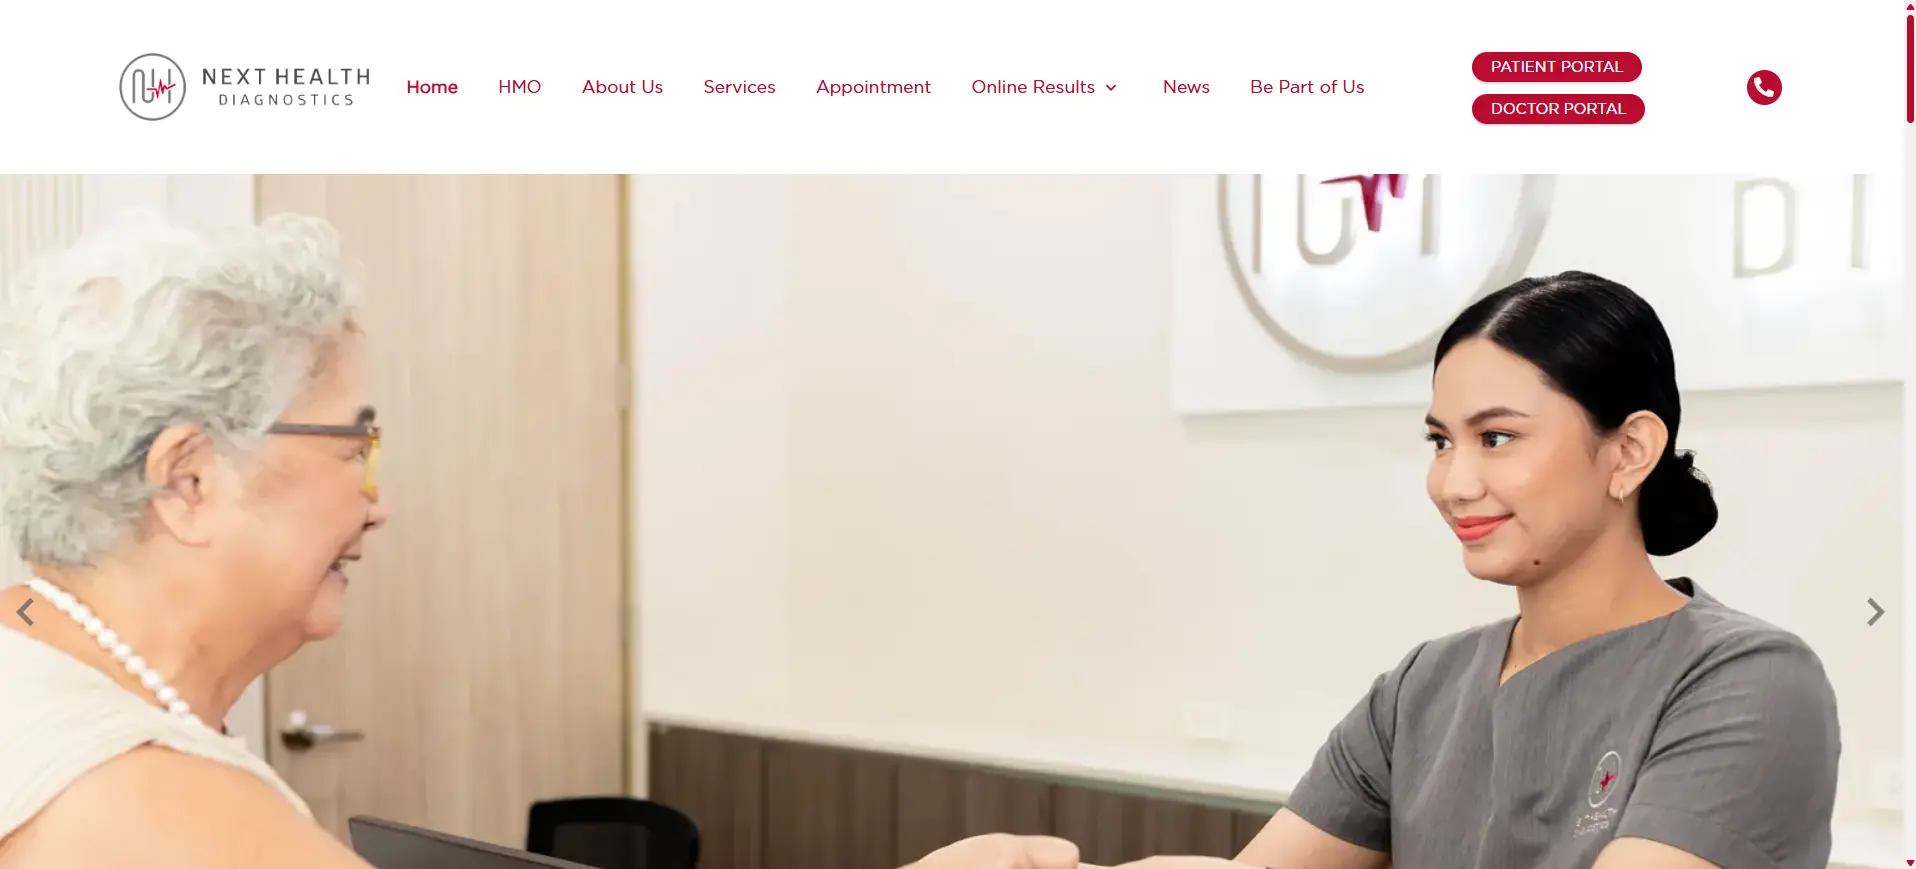 NEXT HEALTH
DIAGNOSTICS
Home
HMO
About Us
Services
Appointment
Online Results
News
Be Part of Us
PATIENT PORTAL
DOCTOR PORTAL